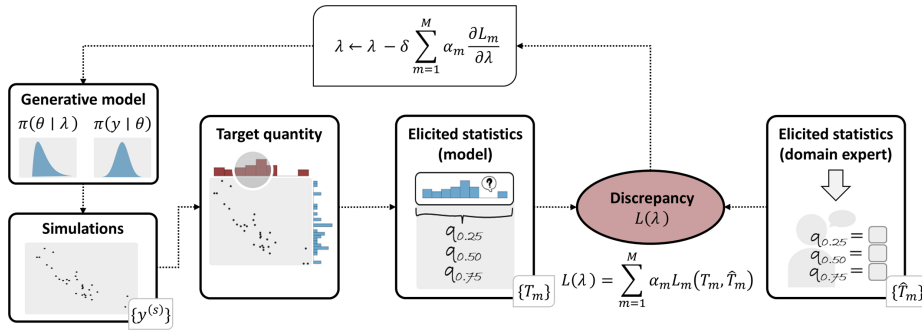 λ ← λ − δ ∑_{m=1}^{M} α_m ∂L_m/∂λ
Generative model
π(θ | λ) π(y | θ)
Simulations
{y^{(s)}}
Target quantity
Elicited statistics
(model)
?
q_{0.25}
q_{0.50}
q_{0.75}
{T_m}
Discrepancy
L(λ)
L(λ) = ∑_{m=1}^{M} α_m L_m(T_m, T̂_m)
Elicited statistics
(domain expert)
q_{0.25} =
q_{0.50} =
q_{0.75} =
{T̂_m}